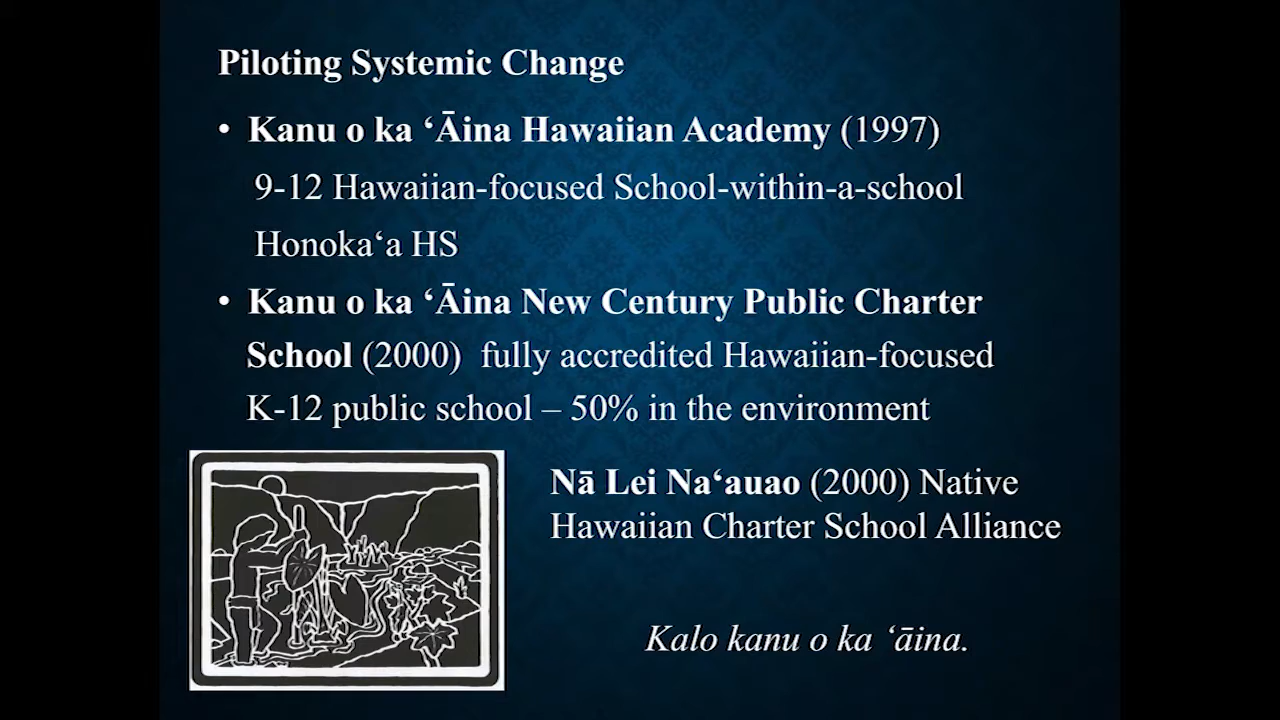 Piloting Systemic Change
• Kanu o ka ʻĀina Hawaiian Academy (1997)
9-12 Hawaiian-focused School-within-a-school
Honokaʻa HS
• Kanu o ka ʻĀina New Century Public Charter
School (2000)  fully accredited Hawaiian-focused
K-12 public school – 50% in the environment
Nā Lei Naʻauao (2000) Native
Hawaiian Charter School Alliance
Kalo kanu o ka ʻāina.